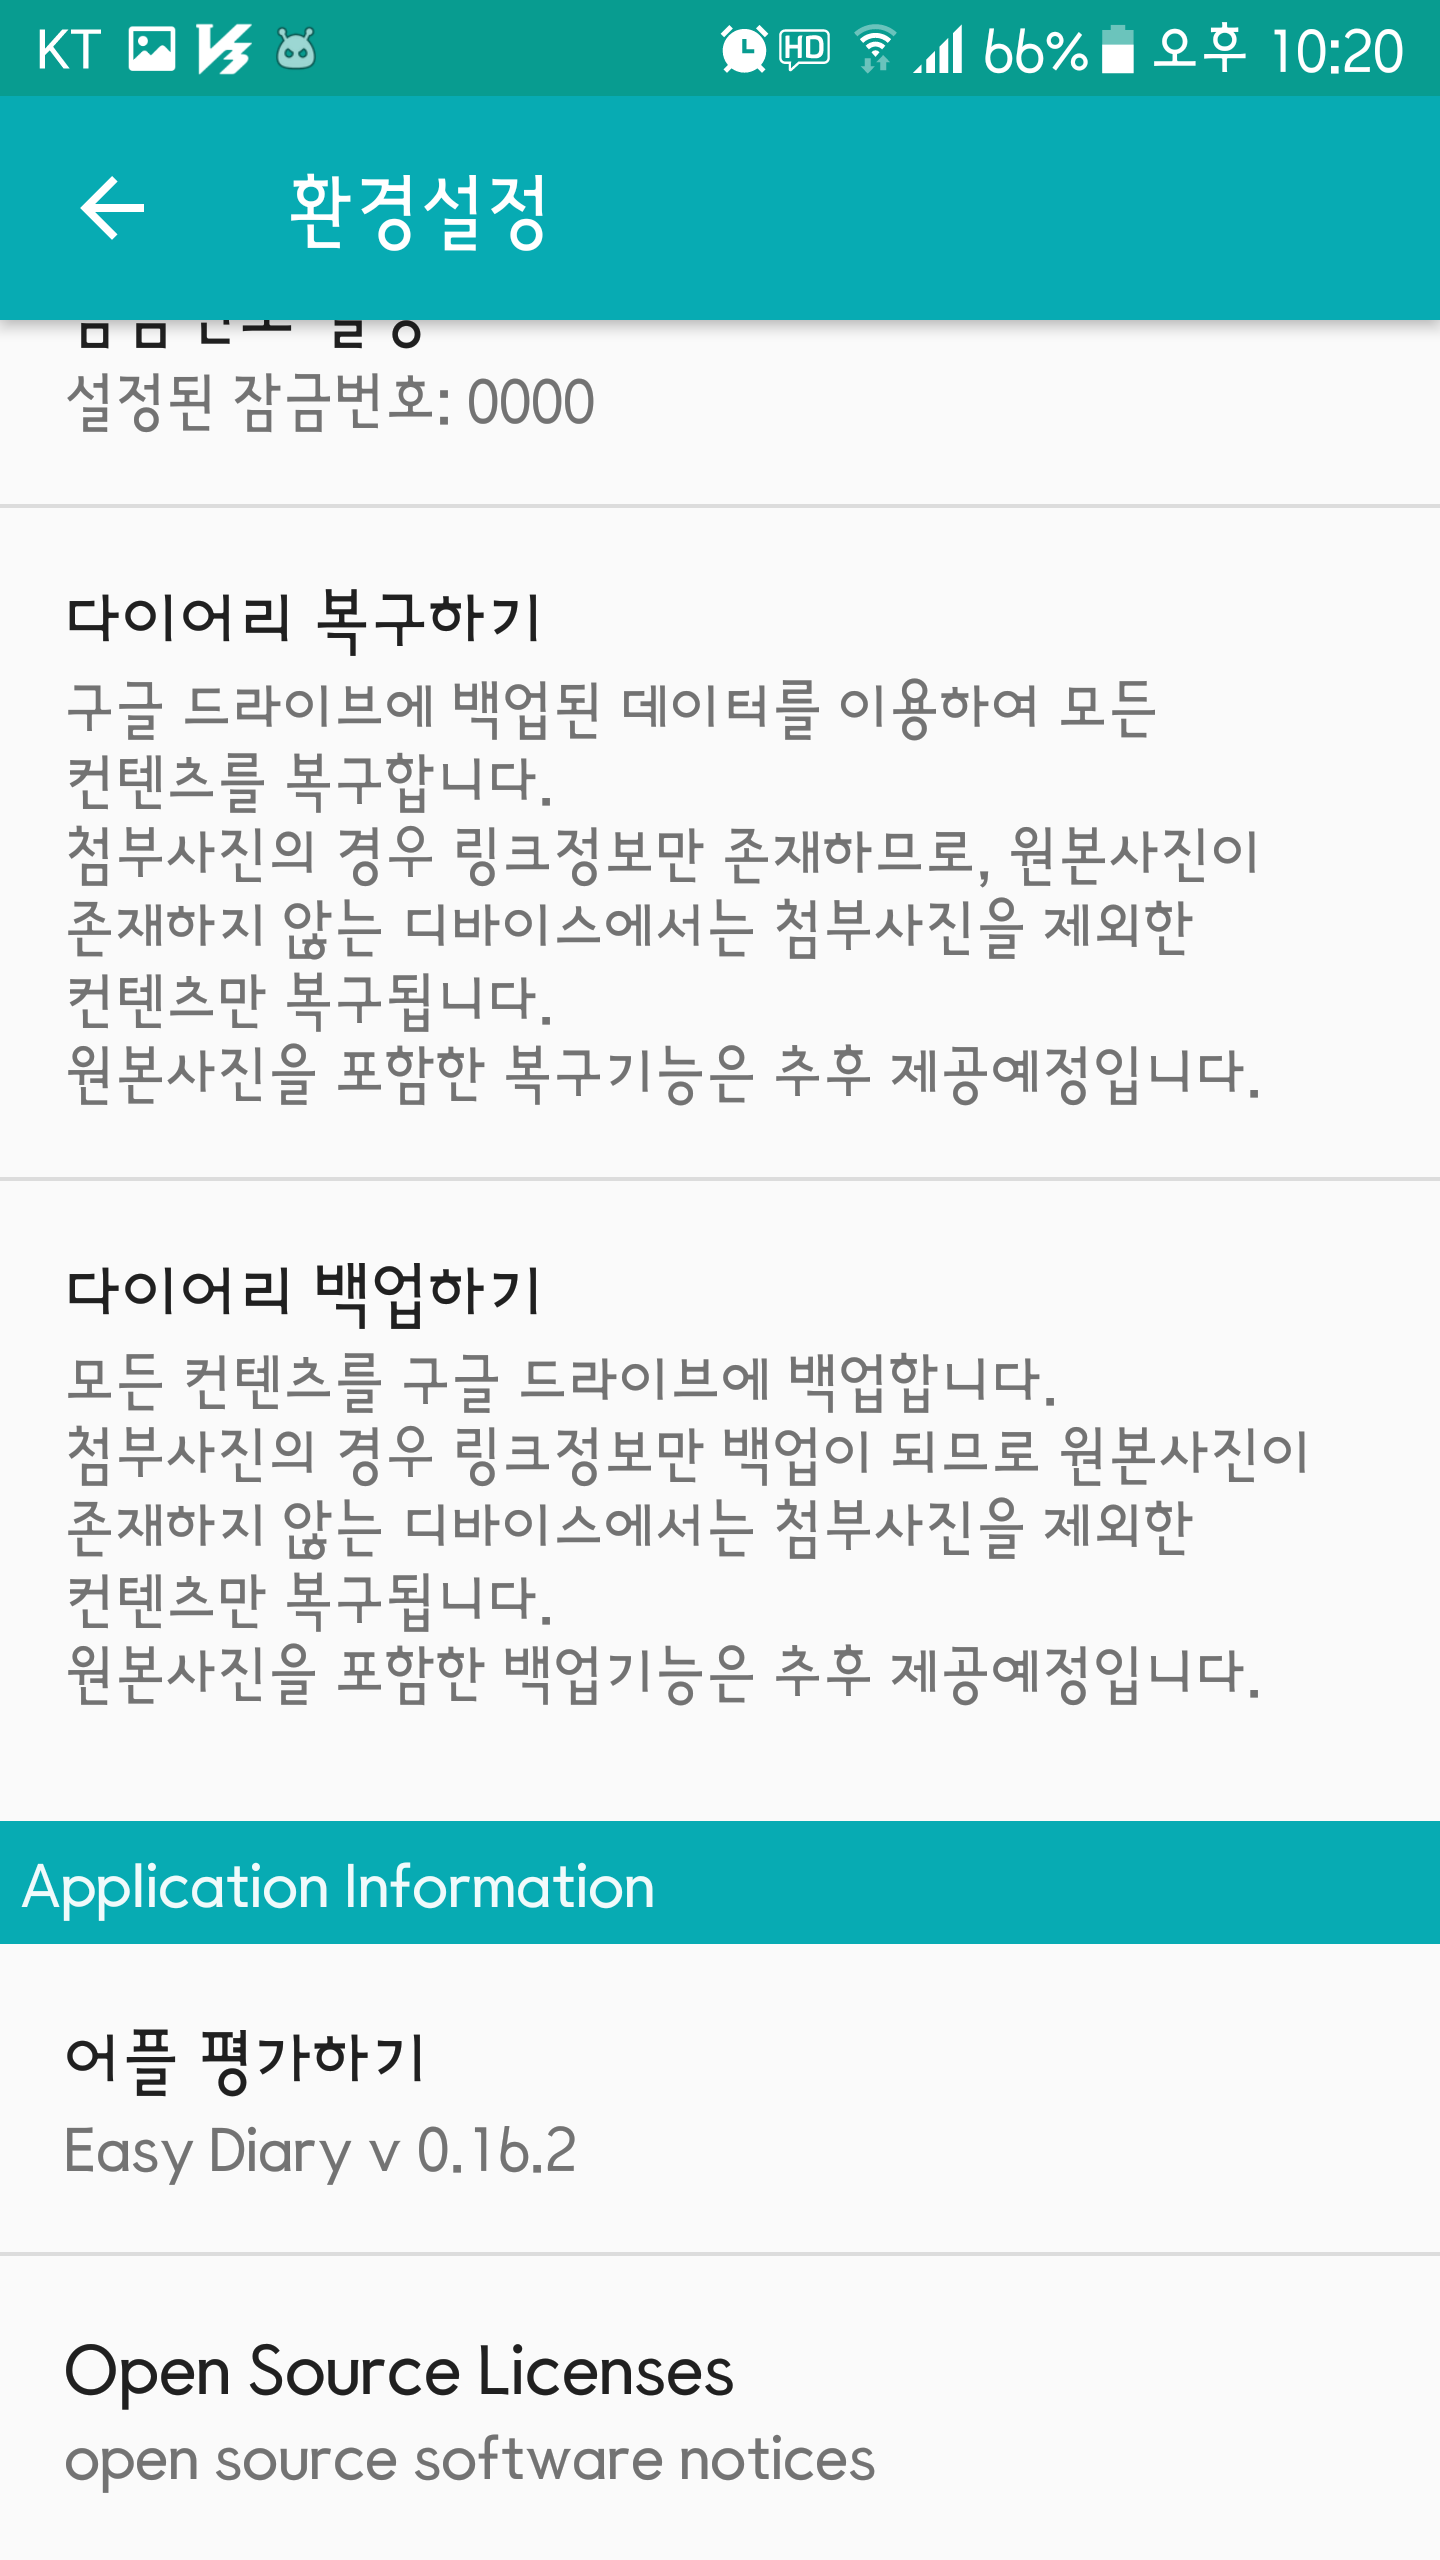 KT HD 66% 오후 10:20
환경설정
설정된 잠금번호: 0000
다이어리 복구하기
구글 드라이브에 백업된 데이터를 이용하여 모든
컨텐츠를 복구합니다.
첨부사진의 경우 링크정보만 존재하므로, 원본사진이
존재하지 않는 디바이스에서는 첨부사진을 제외한
컨텐츠만 복구됩니다.
원본사진을 포함한 복구기능은 추후 제공예정입니다.
다이어리 백업하기
모든 컨텐츠를 구글 드라이브에 백업합니다.
첨부사진의 경우 링크정보만 백업이 되므로 원본사진이
존재하지 않는 디바이스에서는 첨부사진을 제외한
컨텐츠만 복구됩니다.
원본사진을 포함한 백업기능은 추후 제공예정입니다.
Application Information
어플 평가하기
Easy Diary v 0.16.2
Open Source Licenses
open source software notices